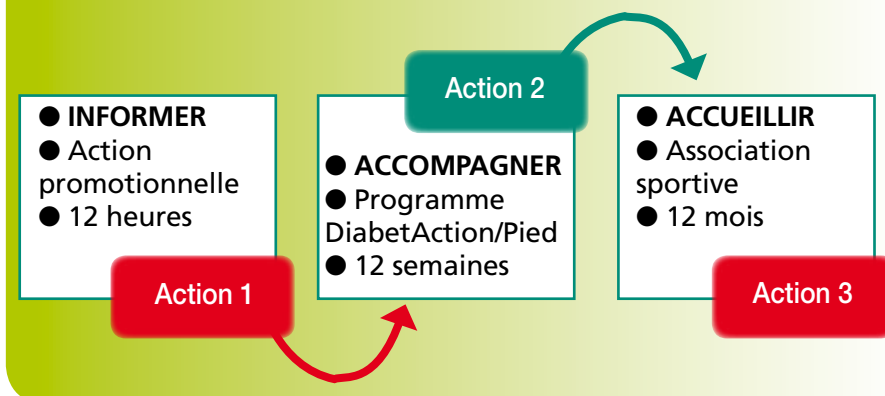 ● INFORMER
● Action
promotionnelle
● 12 heures
Action 1
Action 2
● ACCOMPAGNER
● Programme
DiabetAction/Pied
● 12 semaines
● ACCUEILLIR
● Association
sportive
● 12 mois
Action 3